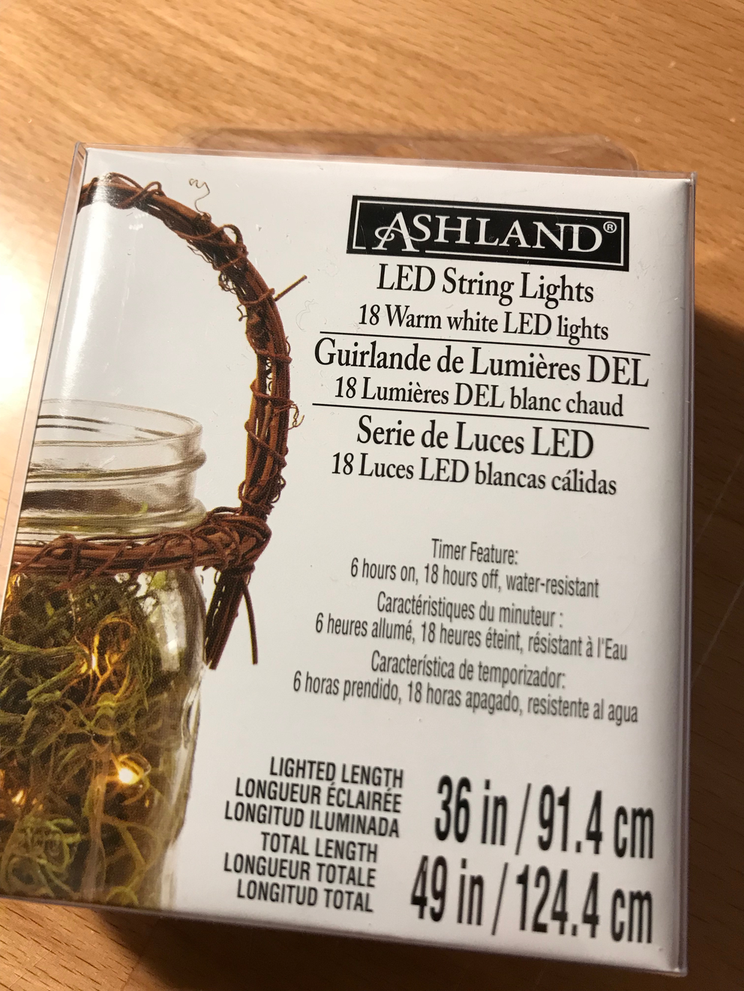 ASHLAND®
LED String Lights
18 Warm white LED lights
Guirlande de Lumières DEL
18 Lumières DEL blanc chaud
Serie de Luces LED
18 Luces LED blancas cálidas
Timer Feature:
6 hours on, 18 hours off, water-resistant
Caractéristiques du minuteur :
6 heures allumé, 18 heures éteint, résistant à l'Eau
Característica de temporizador:
6 horas prendido, 18 horas apagado, resistente al agua
LIGHTED LENGTH
LONGUEUR ÉCLAIRÉE
LONGITUD ILUMINADA
36 in / 91.4 cm
TOTAL LENGTH
LONGUEUR TOTALE
LONGITUD TOTAL
49 in / 124.4 cm